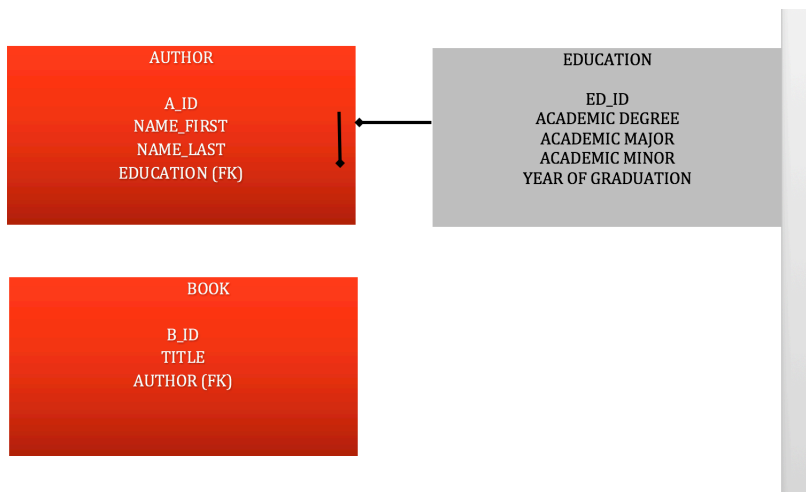 AUTHOR
A_ID
NAME_FIRST
NAME_LAST
EDUCATION (FK)
EDUCATION
ED_ID
ACADEMIC DEGREE
ACADEMIC MAJOR
ACADEMIC MINOR
YEAR OF GRADUATION
BOOK
B_ID
TITLE
AUTHOR (FK)